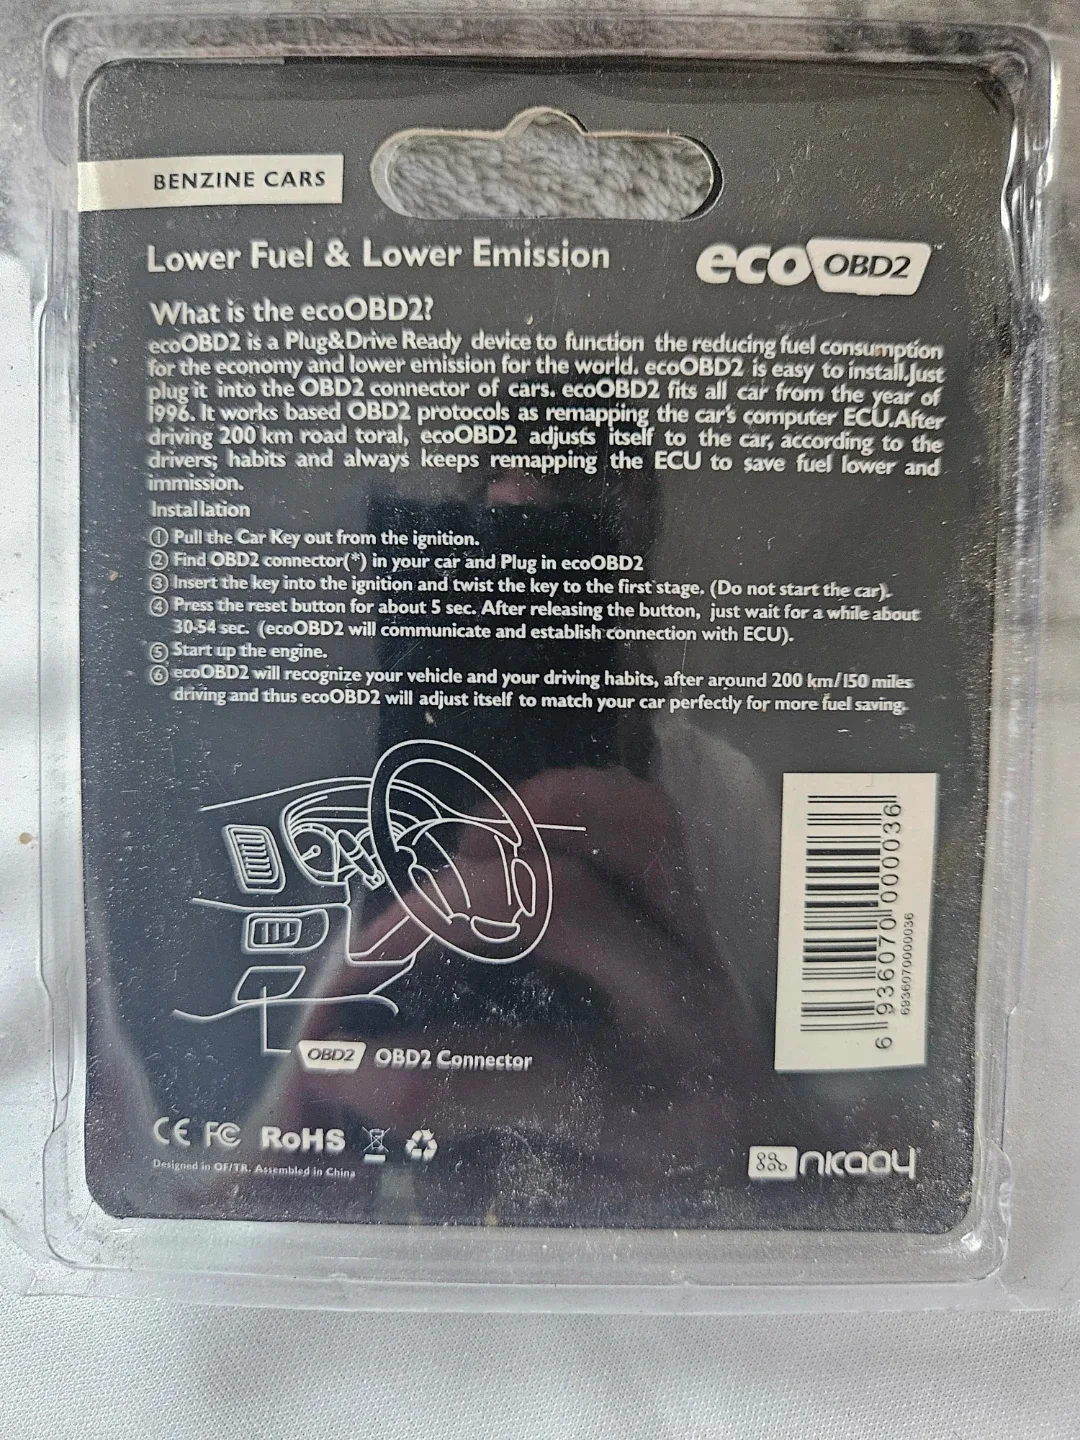 BENZINE CARS
Lower Fuel & Lower Emission
eco OBD2™
What is the ecoOBD2?
ecoOBD2 is a Plug&Drive Ready device to function the reducing fuel consumption
for the economy and lower emission for the world. ecoOBD2 is easy to install.Just
plug it into the OBD2 connector of cars. ecoOBD2 fits all car from the year of
1996. It works based OBD2 protocols as remapping the car's computer ECU.After
driving 200 km road toral, ecoOBD2 adjusts itself to the car, according to the
drivers; habits and always keeps remapping the ECU to save fuel lower and
immission.
Installation
① Pull the Car Key out from the ignition.
② Find OBD2 connector(*) in your car and Plug in ecoOBD2
③ Insert the key into the ignition and twist the key to the first stage. (Do not start the car).
④ Press the reset button for about 5 sec. After releasing the button, just wait for a while about
30-54 sec. (ecoOBD2 will communicate and establish connection with ECU).
⑤ Start up the engine.
⑥ ecoOBD2 will recognize your vehicle and your driving habits, after around 200 km/150 miles
driving and thus ecoOBD2 will adjust itself to match your car perfectly for more fuel saving.
6 936070 000036
6936070000036
OBD2 OBD2 Connector
CE FC RoHS
Designed in OF/TR. Assembled in China
nıcaoy